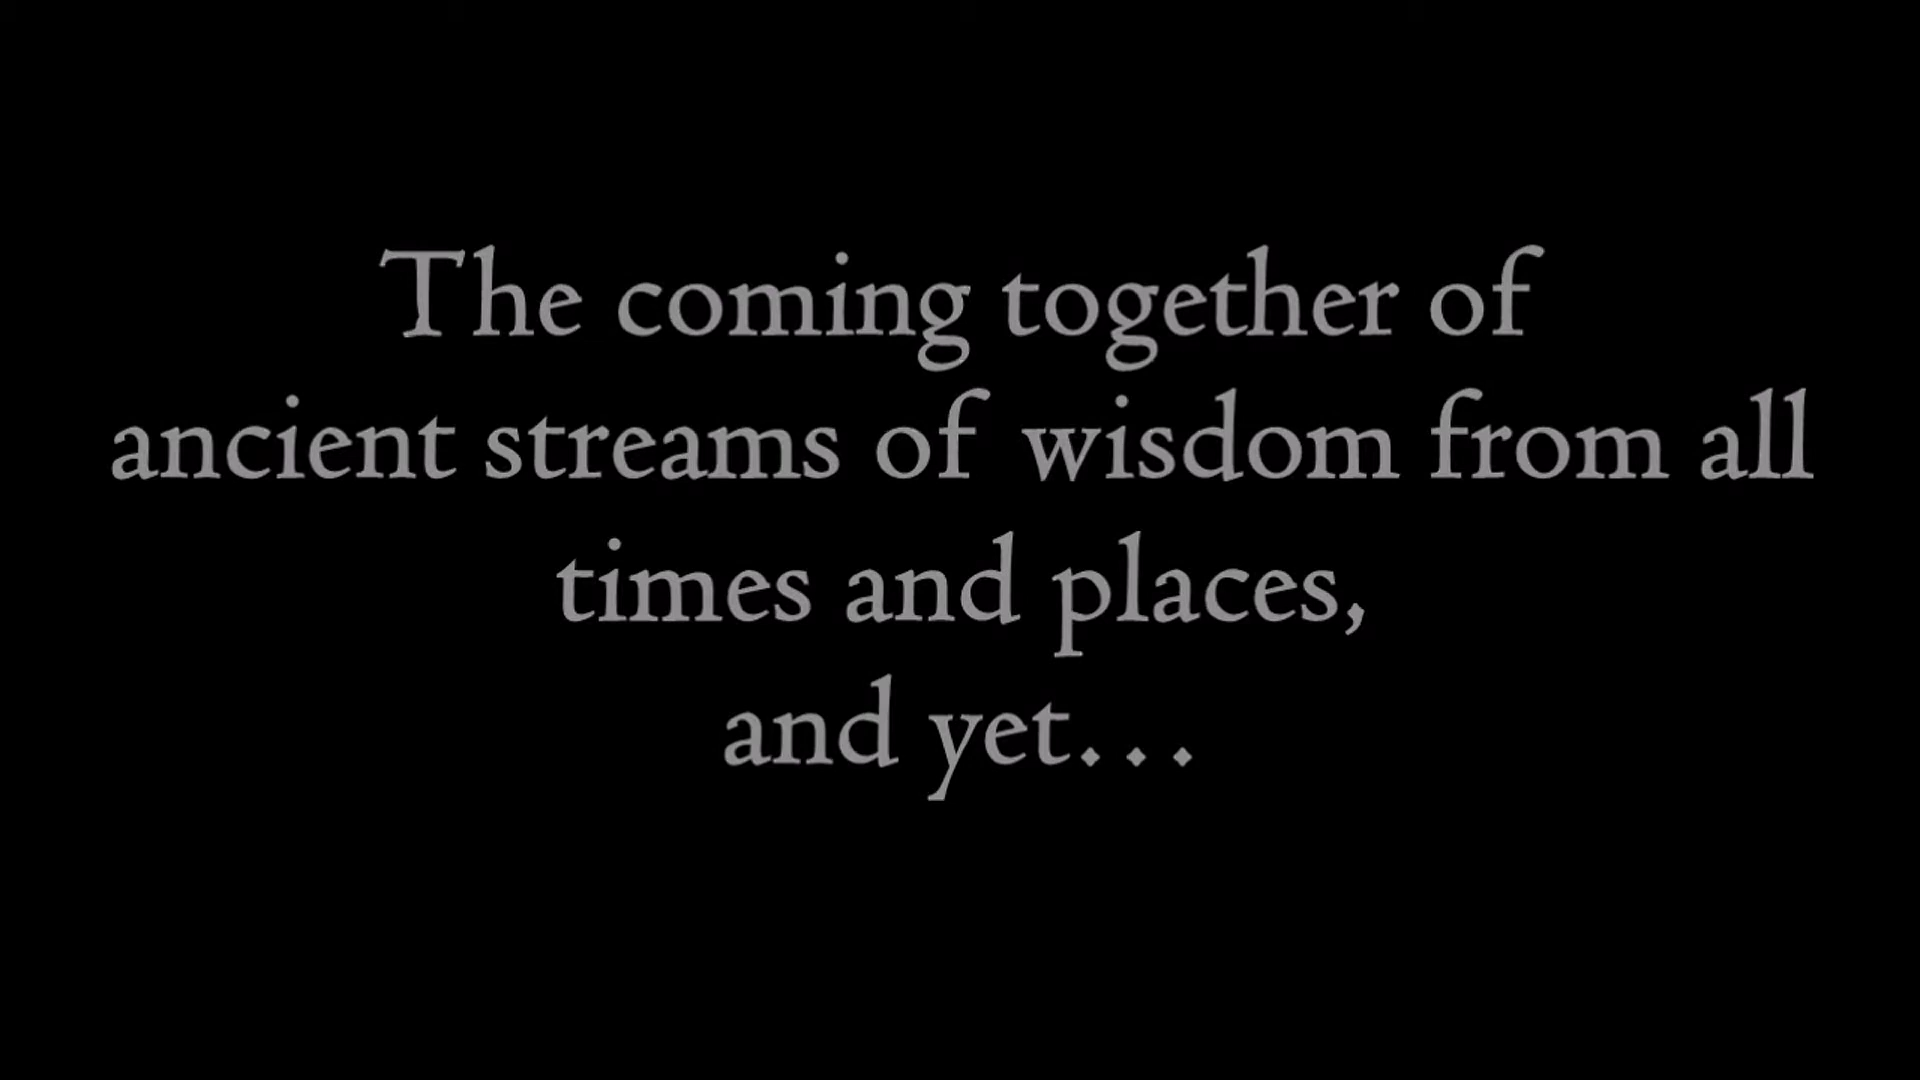 The coming together of
ancient streams of wisdom from all
times and places,
and yet...